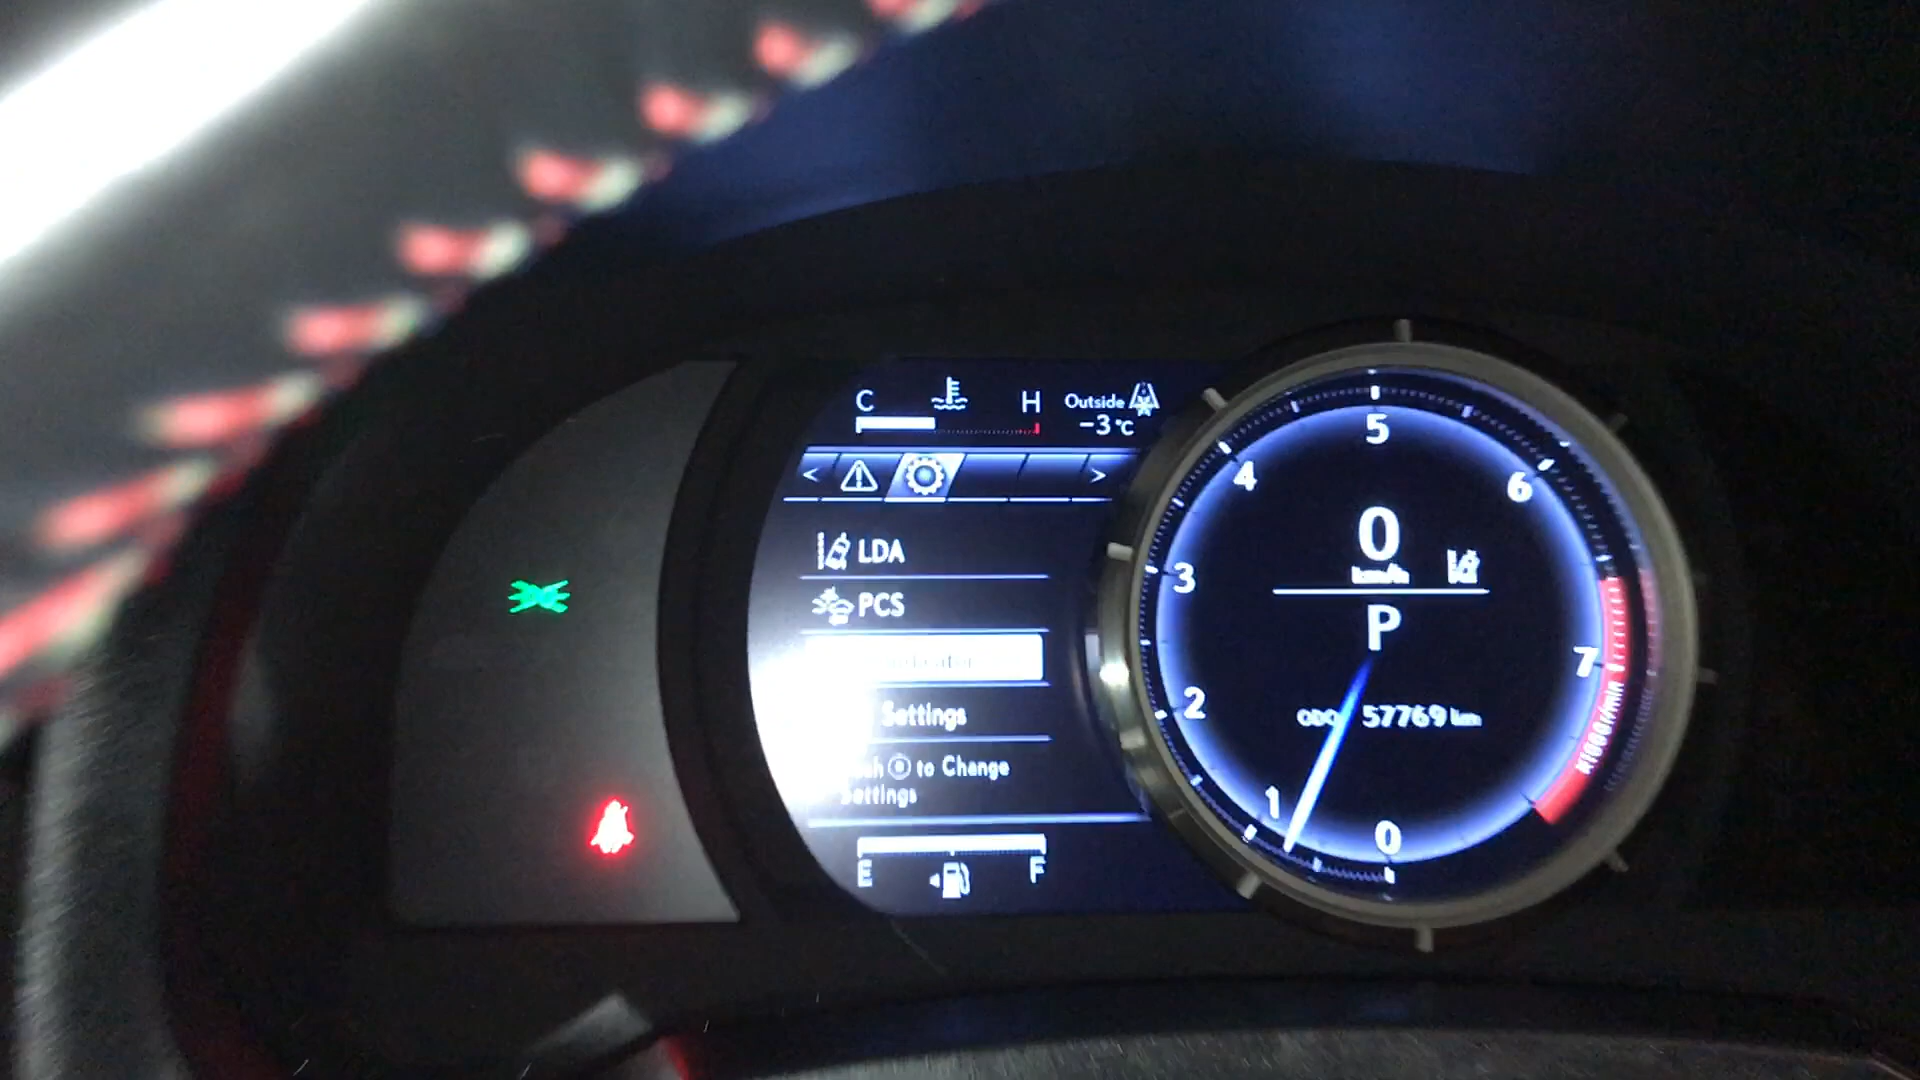 C H Outside
-3°C
< >
LDA
PCS
Settings
to Change
Settings
E F
5
4 6
0
km/h
3
P
7
2
ODO 57769 km
x1000r/min
1
0